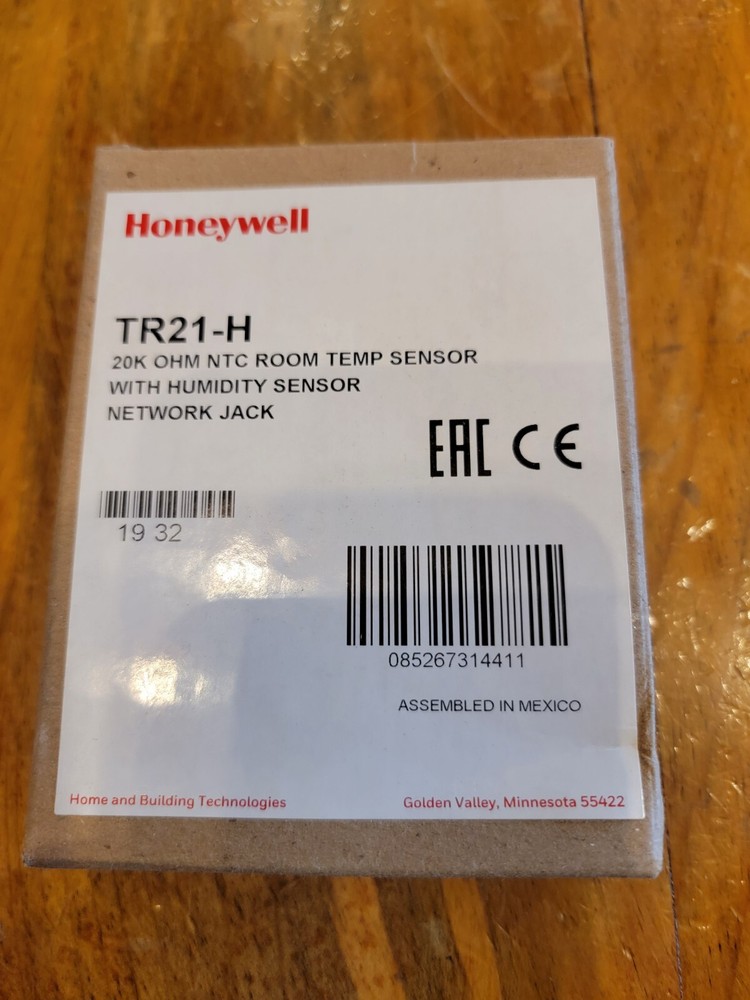 Honeywell
TR21-H
20K OHM NTC ROOM TEMP SENSOR
WITH HUMIDITY SENSOR
NETWORK JACK
EAC CE
19 32
085267314411
ASSEMBLED IN MEXICO
Home and Building Technologies
Golden Valley, Minnesota 55422